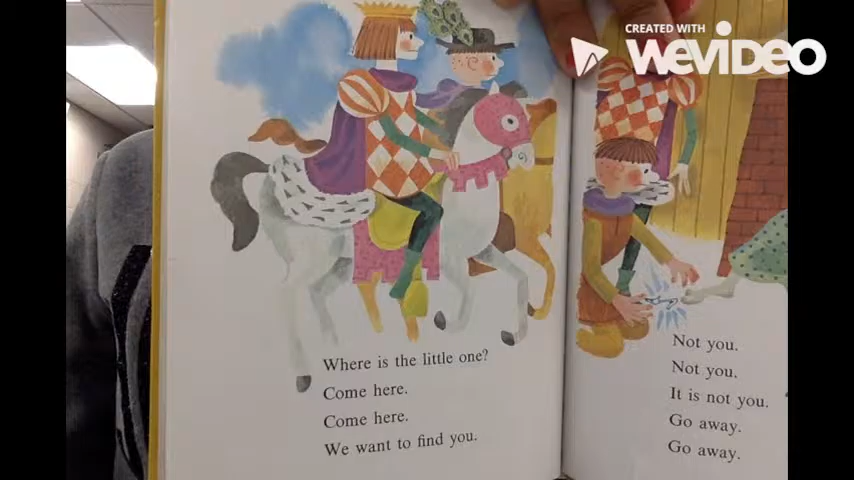 CREATED WITH
WEVIDEO
Where is the little one?
Come here.
Come here.
We want to find you.
Not you.
Not you.
It is not you.
Go away.
Go away.